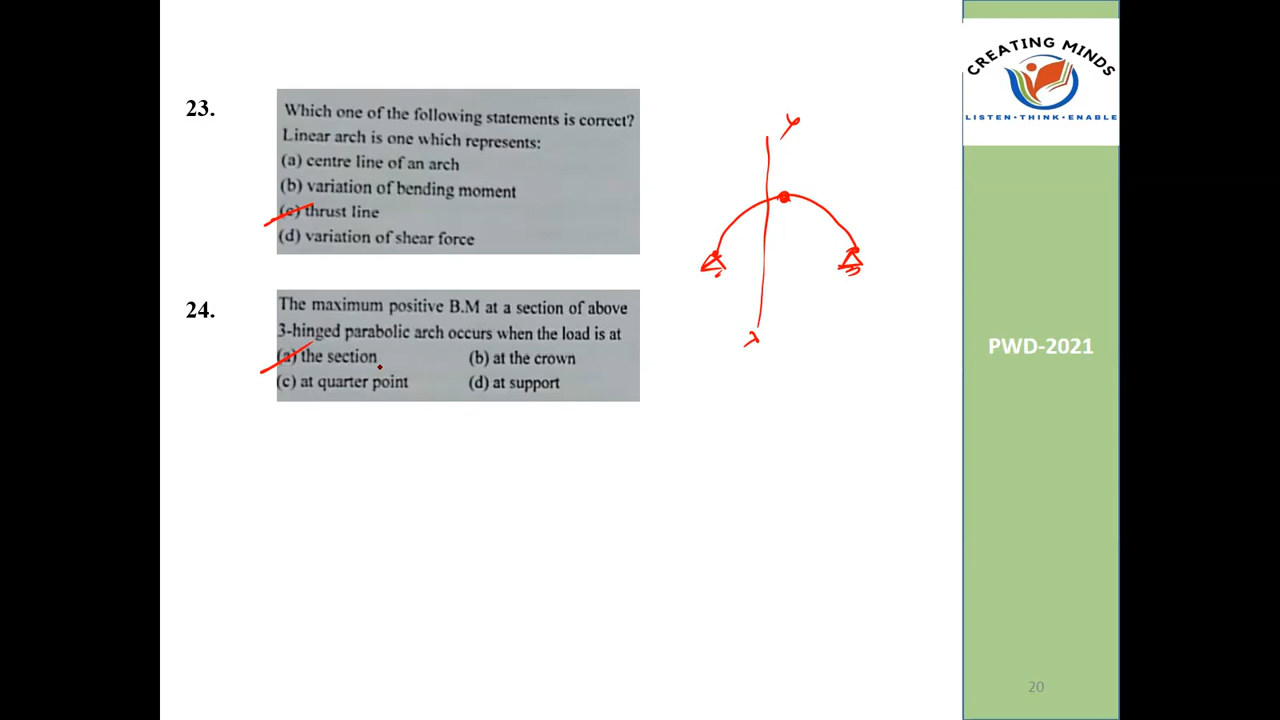 CREATING MINDS
LISTEN•THINK•ENABLE
23.
Which one of the following statements is correct?
Linear arch is one which represents:
(a) centre line of an arch
(b) variation of bending moment
(c) thrust line
(d) variation of shear force
24.
The maximum positive B.M at a section of above
3-hinged parabolic arch occurs when the load is at
(a) the section (b) at the crown
(c) at quarter point (d) at support
PWD-2021
20